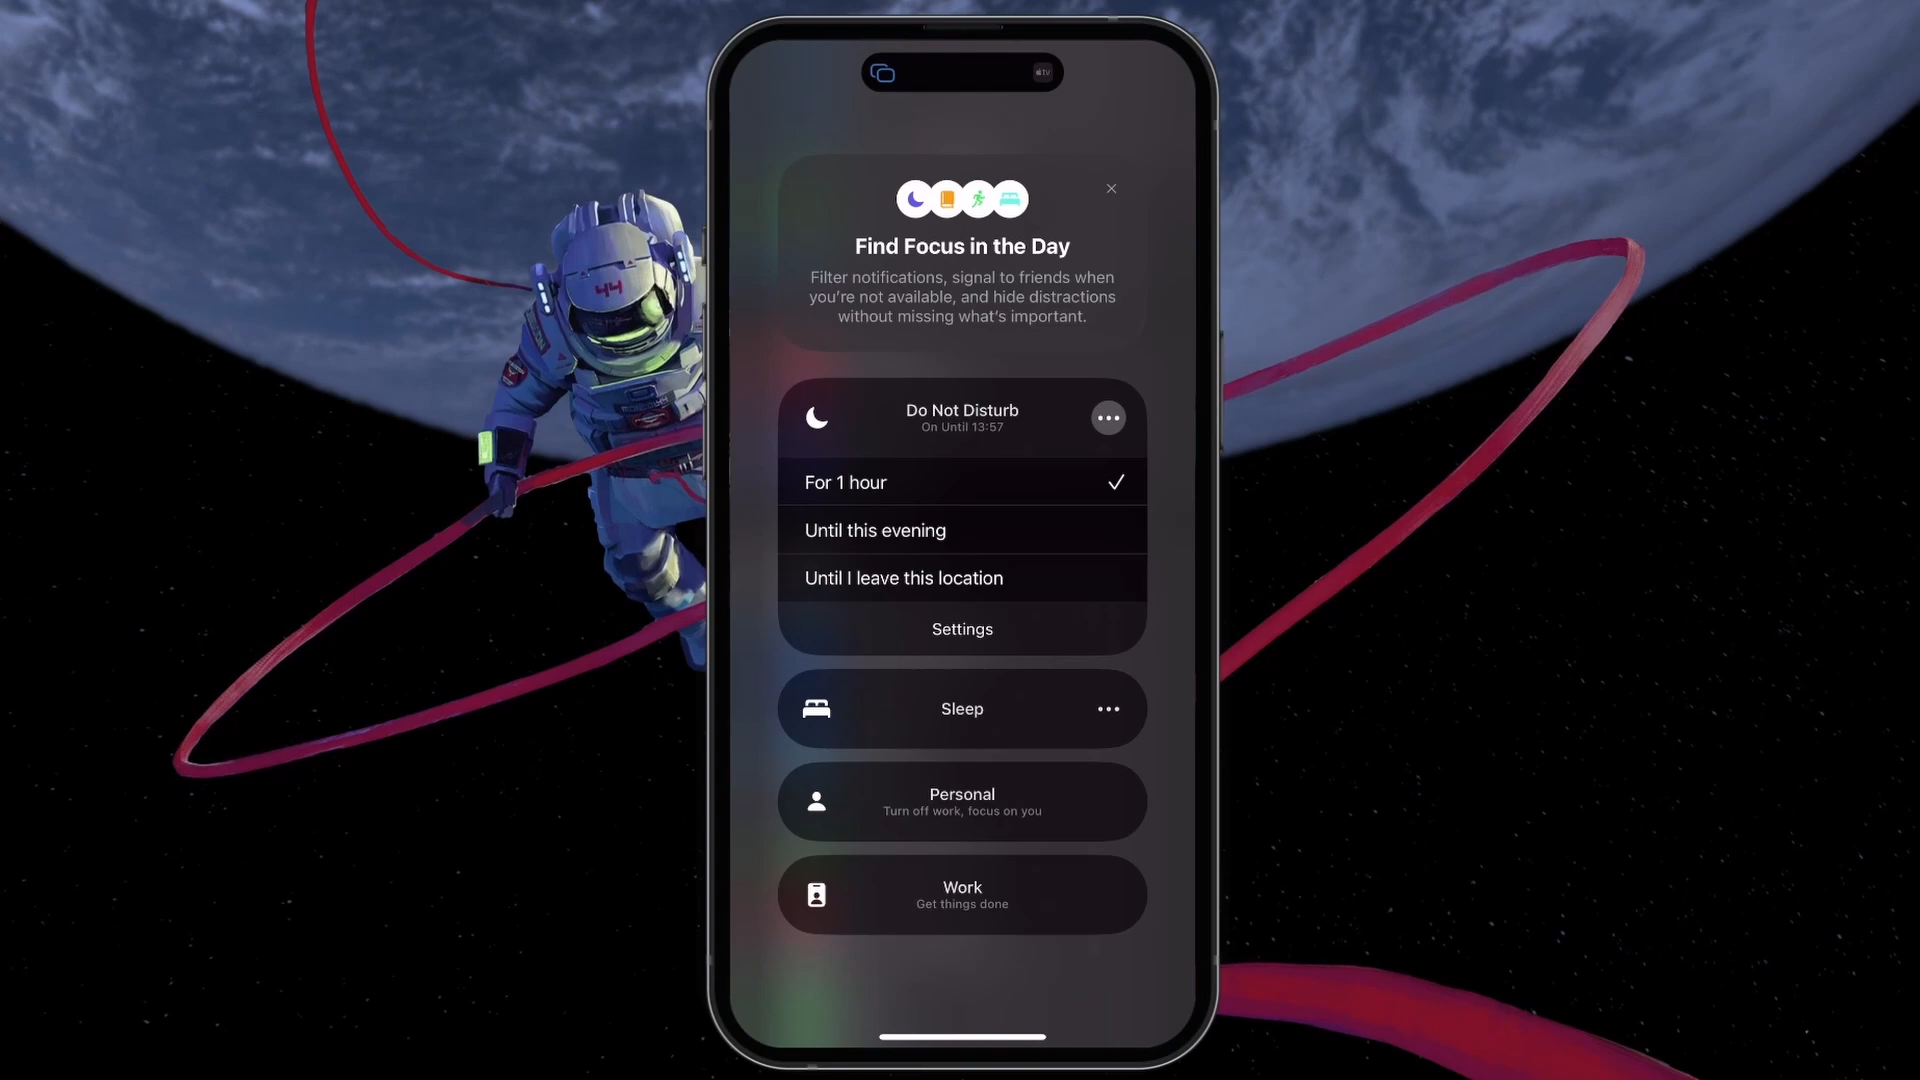 tv
Find Focus in the Day
Filter notifications, signal to friends when
you're not available, and hide distractions
without missing what's important.
44
Do Not Disturb
On Until 13:57
For 1 hour
Until this evening
Until I leave this location
Settings
Sleep
Personal
Turn off work, focus on you
Work
Get things done